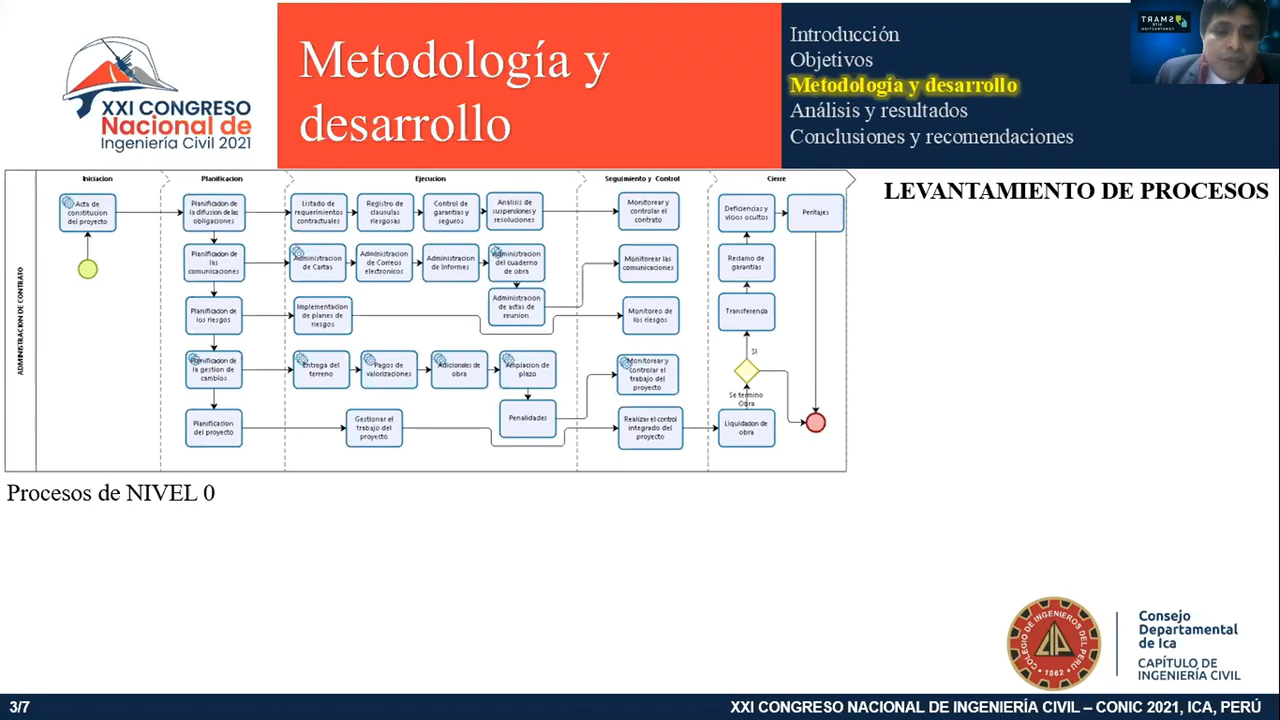 XXI CONGRESO
Nacional de
Ingeniería Civil 2021
Metodología y
desarrollo
Introducción
Objetivos
Metodología y desarrollo
Análisis y resultados
Conclusiones y recomendaciones
SMART
LEVANTAMIENTO DE PROCESOS
ADMINISTRACION DE CONTRATO
Iniciacion
Planificacion
Ejecucion
Seguimiento y Control
Cierre
Acta de
constitucion
del proyecto
Planificacion
de la difusion de las
obligaciones
Listado de
requerimientos
contractuales
Registro de
clausulas
riesgosas
Control de
garantias y
seguros
Analisis de
suspensiones y
resoluciones
Monitorear y
controlar el
contrato
Deficiencias y
vicios ocultos
Peritajes
Planificacion de
las
comunicaciones
Administracion
de Cartas
Administracion
de Correos
electronicos
Administracion
de Informes
Administracion
del cuaderno
de obra
Monitorear las
comunicaciones
Reclamo de
garantias
Administracion
de actas de
reunion
Planificacion de
los riesgos
Implementacion
de planes de
riesgos
Monitoreo de
los riesgos
Transferencia
Planificacion de
la gestion de
cambios
Entrega del
terreno
Pagos de
valorizaciones
Adicionales de
obra
Ampliacion de
plazo
Monitorear y
controlar el
trabajo del
proyecto
SI
Se termino
Obra
Planificacion
del proyecto
Gestionar el
trabajo del
proyecto
Penalidades
Realizar el control
integrado del
proyecto
Liquidacion de
obra
Procesos de NIVEL 0
COLEGIO DE INGENIEROS DEL PERU
CIP
1962
Consejo
Departamental
de Ica
CAPÍTULO DE
INGENIERÍA CIVIL
3/7
XXI CONGRESO NACIONAL DE INGENIERÍA CIVIL – CONIC 2021, ICA, PERÚ